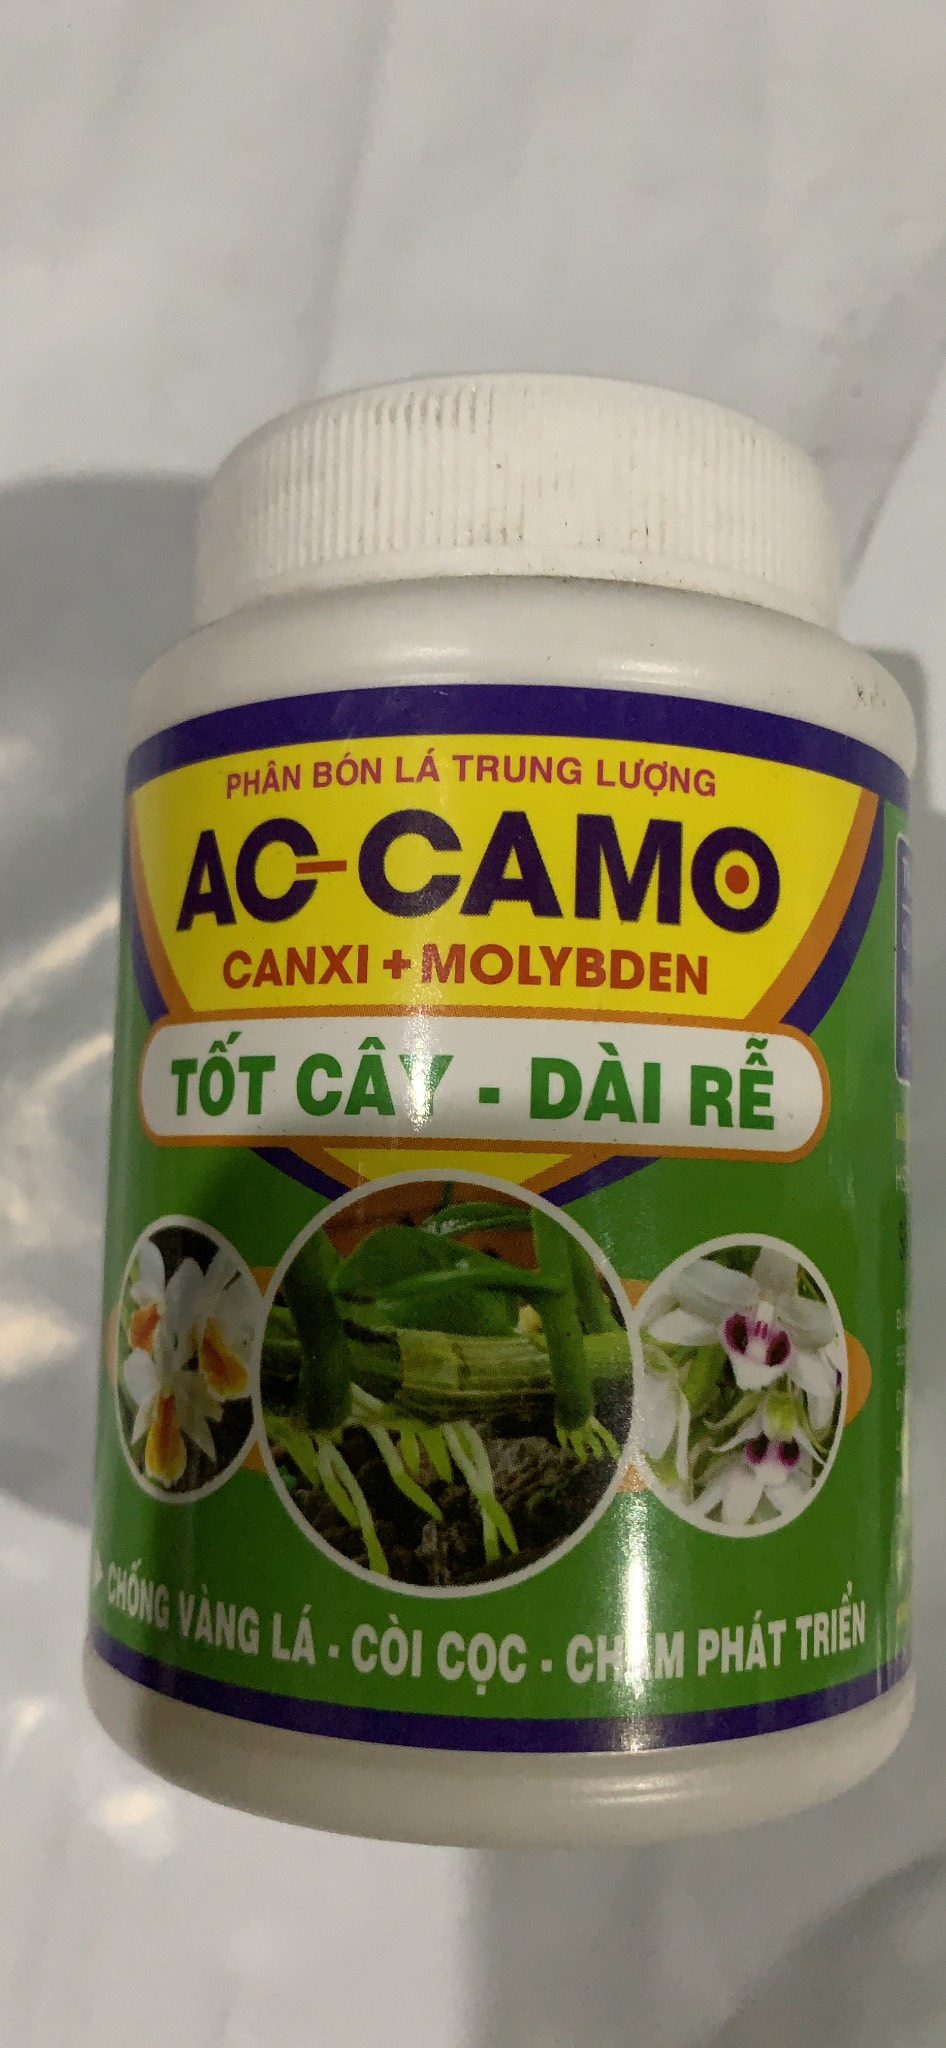 PHÂN BÓN LÁ TRUNG LƯỢNG
AC-CAMO
CANXI + MOLYBDEN
TỐT CÂY - DÀI RỄ
CHỐNG VÀNG LÁ - CÒI CỌC - CHẬM PHÁT TRIỂN